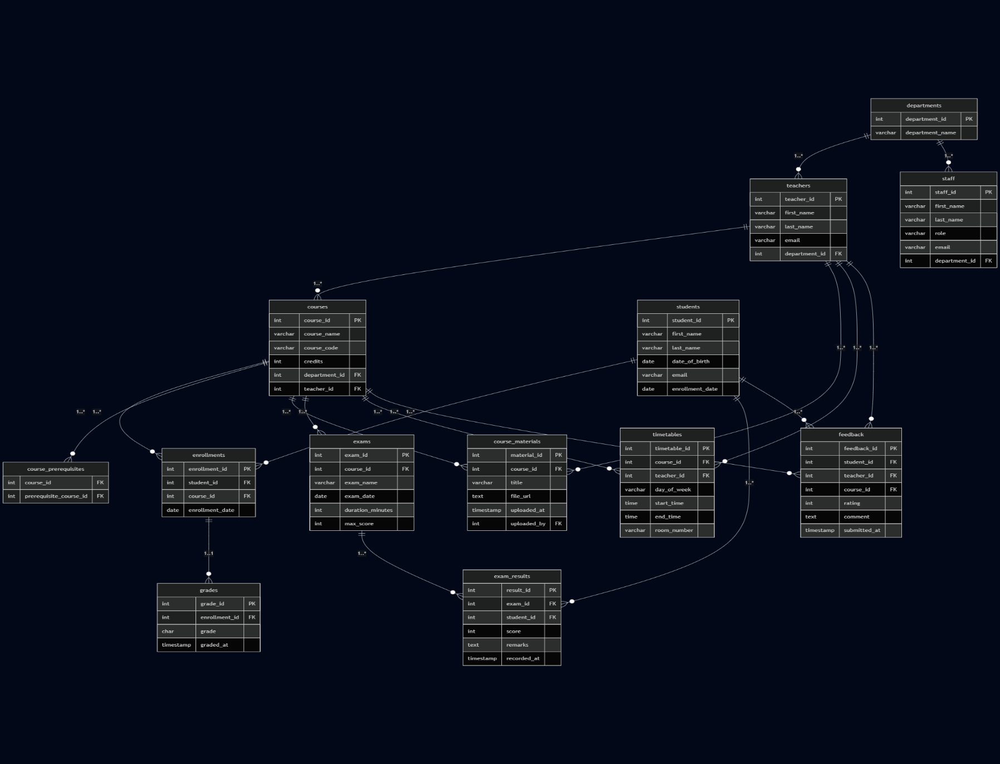 departments
int department_id PK
varchar department_name
1..*
1..*
teachers
int teacher_id PK
varchar first_name
varchar last_name
varchar email
int department_id FK
staff
int staff_id PK
varchar first_name
varchar last_name
varchar role
varchar email
int department_id FK
1..*
courses
int course_id PK
varchar course_name
varchar course_code
int credits
int department_id FK
int teacher_id FK
students
int student_id PK
varchar first_name
varchar last_name
date date_of_birth
varchar email
date enrollment_date
1..* 1..* 1..*
1..* 1..* 1..* 1..* 1..* 1..* 1..* 1..*
course_prerequisites
int course_id FK
int prerequisite_course_id FK
enrollments
int enrollment_id PK
int student_id FK
int course_id FK
date enrollment_date
exams
int exam_id PK
int course_id FK
varchar exam_name
date exam_date
int duration_minutes
int max_score
course_materials
int material_id PK
int course_id FK
varchar title
text file_url
timestamp uploaded_at
int uploaded_by FK
timetables
int timetable_id PK
int course_id FK
int teacher_id FK
varchar day_of_week
time start_time
time end_time
varchar room_number
feedback
int feedback_id PK
int student_id FK
int teacher_id FK
int course_id FK
int rating
text comment
timestamp submitted_at
1..*
1..1
1..*
grades
int grade_id PK
int enrollment_id FK
char grade
timestamp graded_at
exam_results
int result_id PK
int exam_id FK
int student_id FK
int score
text remarks
timestamp recorded_at